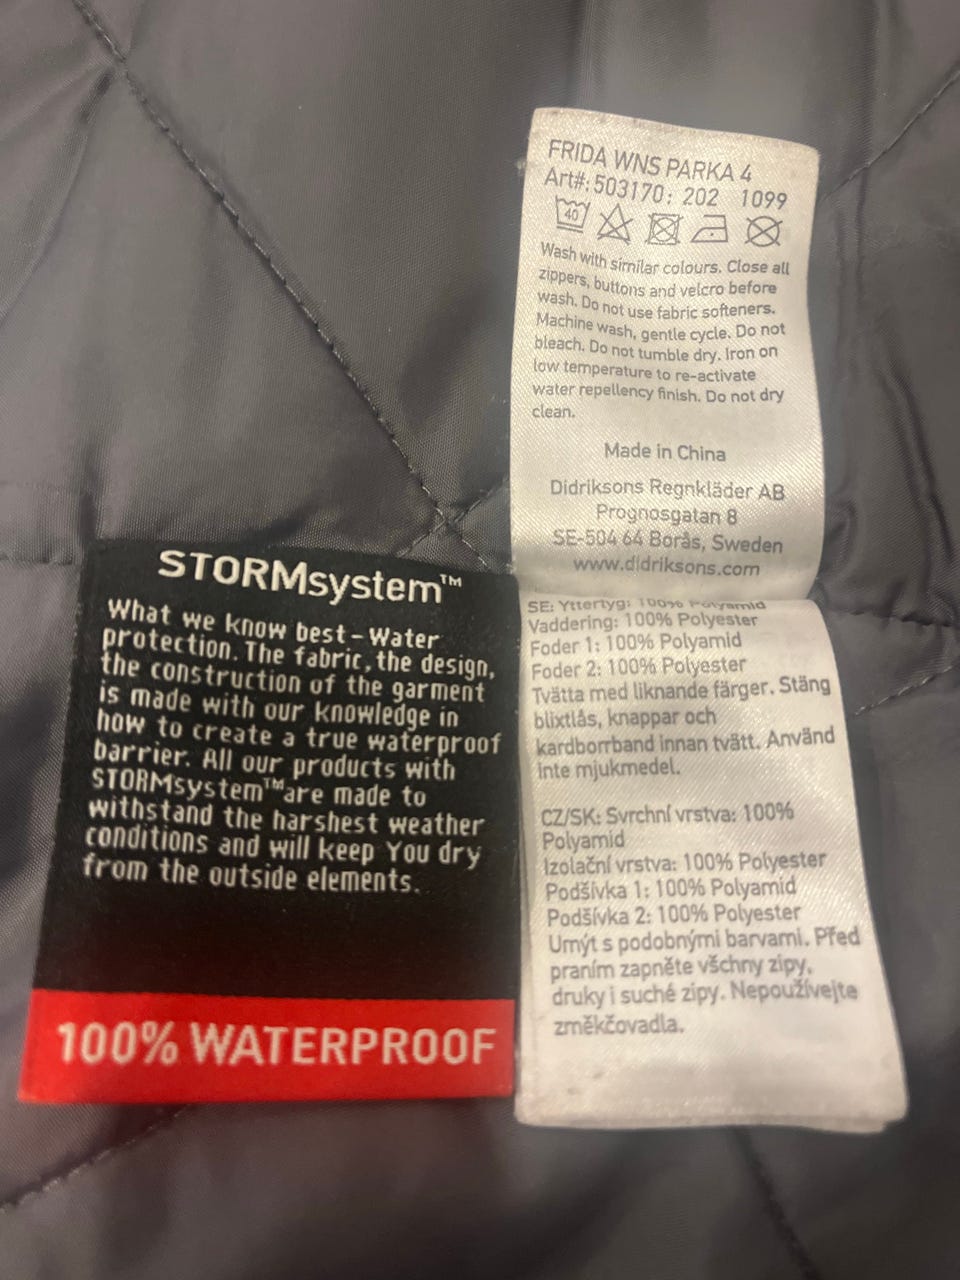 FRIDA WNS PARKA 4
Art#: 503170: 202 1099
40
Wash with similar colours. Close all
zippers, buttons and velcro before
wash. Do not use fabric softeners.
Machine wash, gentle cycle. Do not
bleach. Do not tumble dry. Iron on
low temperature to re-activate
water repellency finish. Do not dry
clean.
Made in China
Didriksons Regnkläder AB
Prognosgatan 8
SE-504 64 Borås, Sweden
www.didriksons.com
STORMsystem™
What we know best-Water
protection. The fabric, the design,
the construction of the garment
is made with our knowledge in
how to create a true waterproof
barrier. All our products with
STORMsystem™are made to
withstand the harshest weather
conditions and will keep You dry
from the outside elements.
100% WATERPROOF
SE: Yttertyg: 100% Polyamid
Vaddering: 100% Polyester
Foder 1: 100% Polyamid
Foder 2: 100% Polyester
Tvätta med liknande färger. Stäng
blixtlås, knappar och
kardborrband innan tvätt. Använd
inte mjukmedel.
CZ/SK: Svrchní vrstva: 100%
Polyamid
Izolační vrstva: 100% Polyester
Podšívka 1: 100% Polyamid
Podšívka 2: 100% Polyester
Umýt s podobnými barvami. Před
praním zapněte všchny zipy,
druky i suché zipy. Nepoužívejte
změkčovadla.